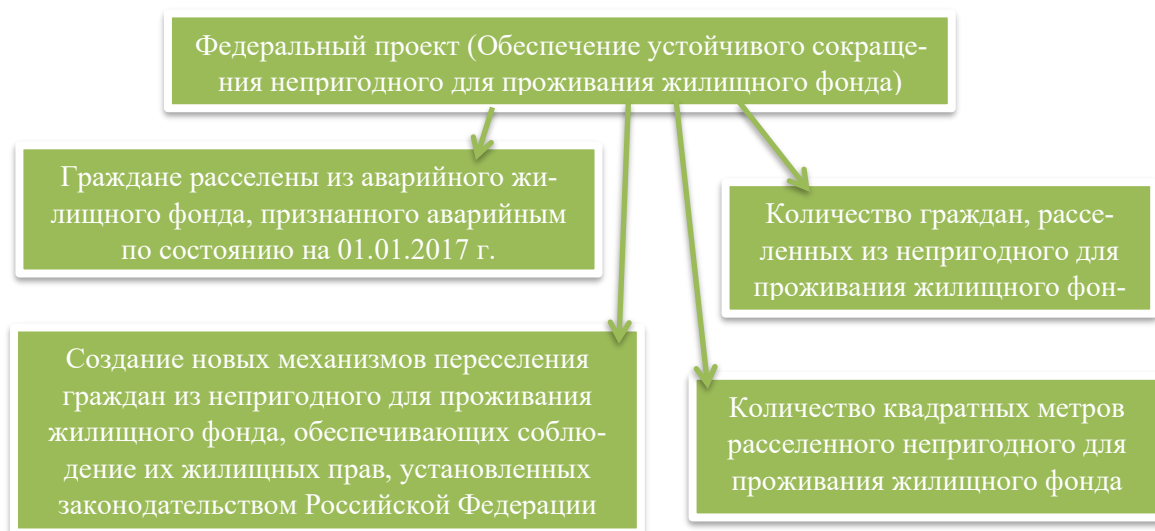 Федеральный проект (Обеспечение устойчивого сокраще-
ния непригодного для проживания жилищного фонда)
Граждане расселены из аварийного жи-
лищного фонда, признанного аварийным
по состоянию на 01.01.2017 г.
Количество граждан, рассе-
ленных из непригодного для
проживания жилищного фон-
Создание новых механизмов переселения
граждан из непригодного для проживания
жилищного фонда, обеспечивающих соблю-
дение их жилищных прав, установленных
законодательством Российской Федерации
Количество квадратных метров
расселенного непригодного для
проживания жилищного фонда